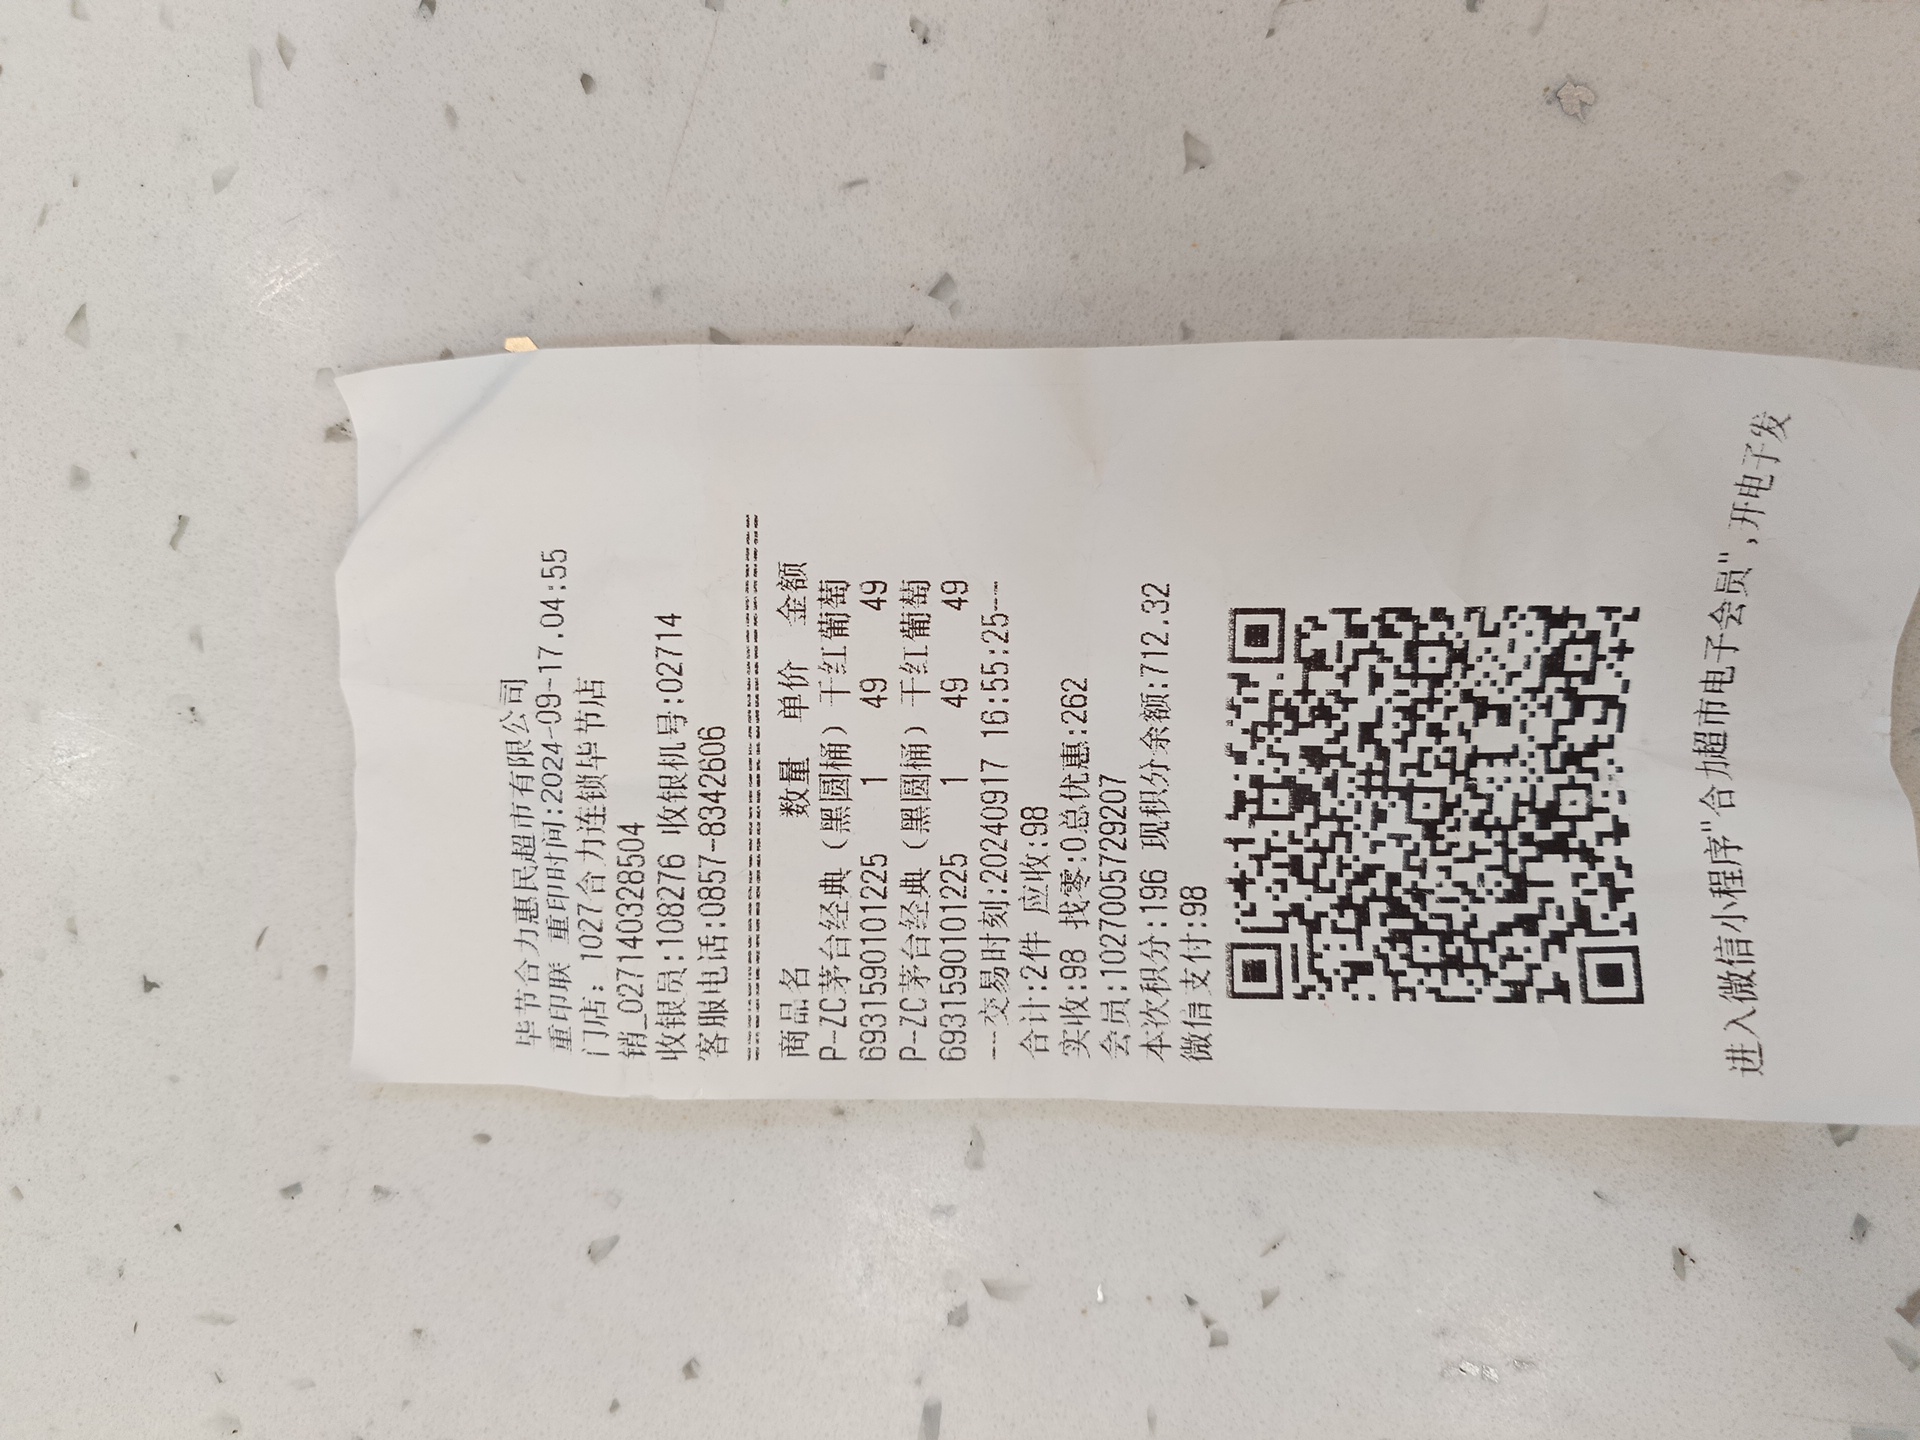 毕节合力惠民超市有限公司
重印联 重印时间:2024-09-17.04:55
门店: 1027合力连锁毕节店
销_027140328504
收银员:108276 收银机号:02714
客服电话:0857-8342606
商品名 数量 单价 金额
P-ZC茅台经典（黑圆桶）干红葡萄
6931590101225 1 49 49
P-ZC茅台经典（黑圆桶）干红葡萄
6931590101225 1 49 49
---交易时刻:20240917 16:55:25--
合计:2件 应收:98
实收:98 找零:0总优惠:262
会员:1027005729207
本次积分:196 现积分余额:712.32
微信支付:98
进入微信小程序"合力超市电子会员",开电子发